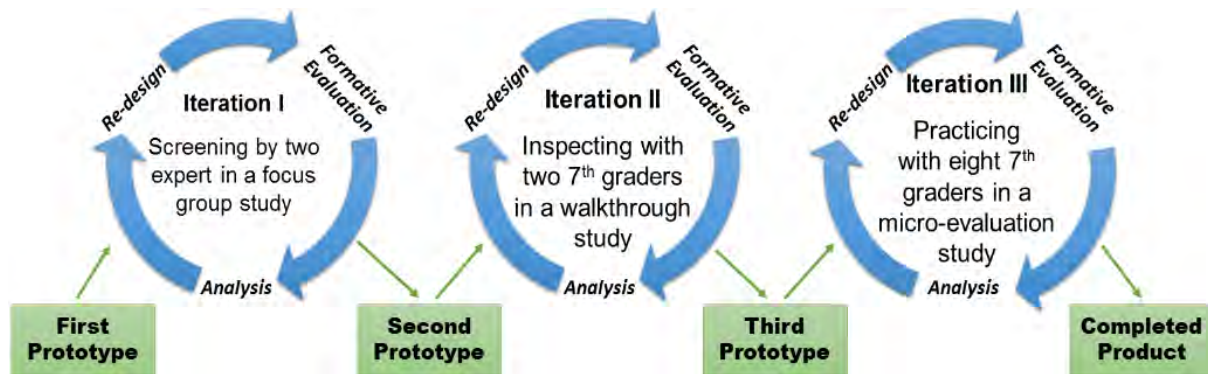 Re-design
Formative
Evaluation
Iteration I
Screening by two
expert in a focus
group study
Analysis
Re-design
Formative
Evaluation
Iteration II
Inspecting with
two 7th graders
in a walkthrough
study
Analysis
Re-design
Formative
Evaluation
Iteration III
Practicing
with eight 7th
graders in a
micro-evaluation
study
Analysis
First
Prototype
Second
Prototype
Third
Prototype
Completed
Product